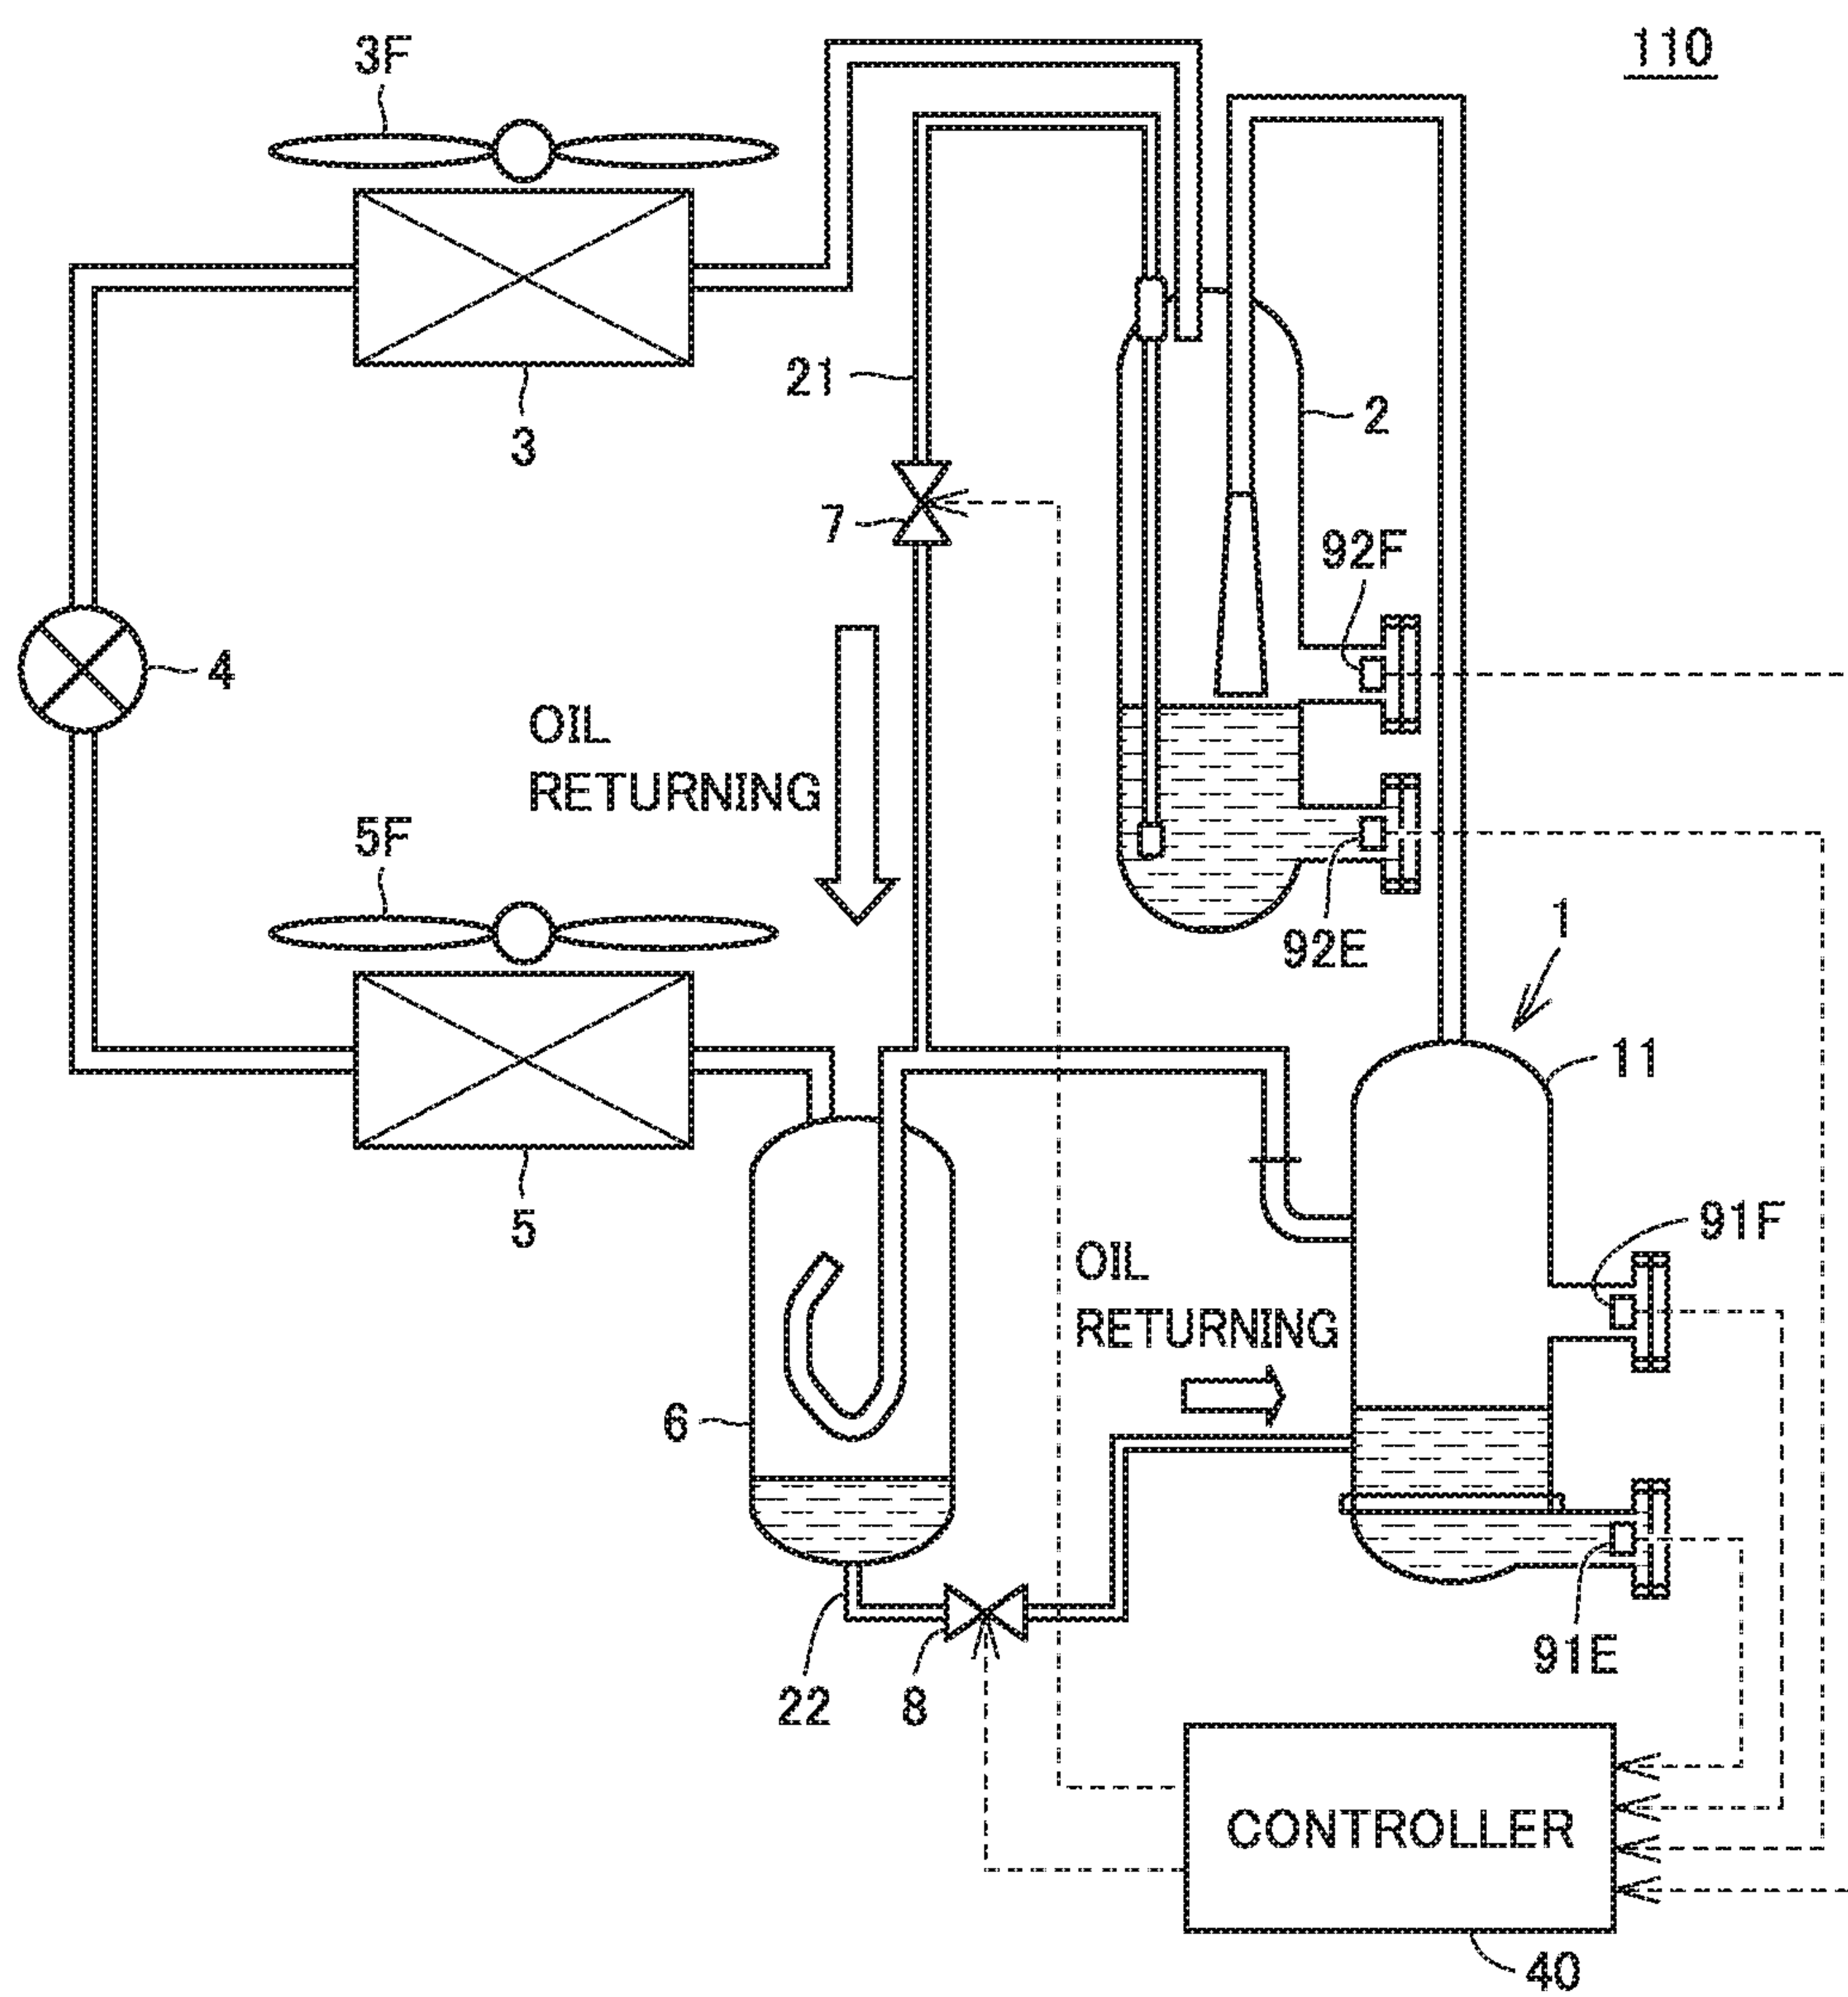 110
3F
3
21
2
7
92F
4
OIL
RETURNING
5F
92E
1
11
5
91F
OIL
RETURNING
6
91E
22
8
CONTROLLER
40